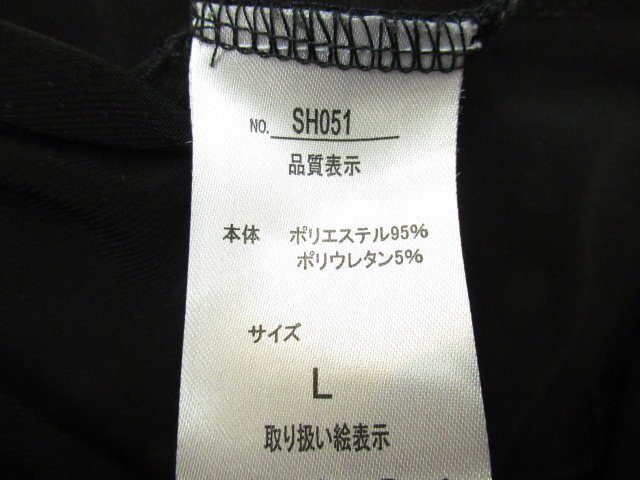 NO. SH051
品質表示
本体 ポリエステル95%
ポリウレタン5%
サイズ
L
取り扱い絵表示